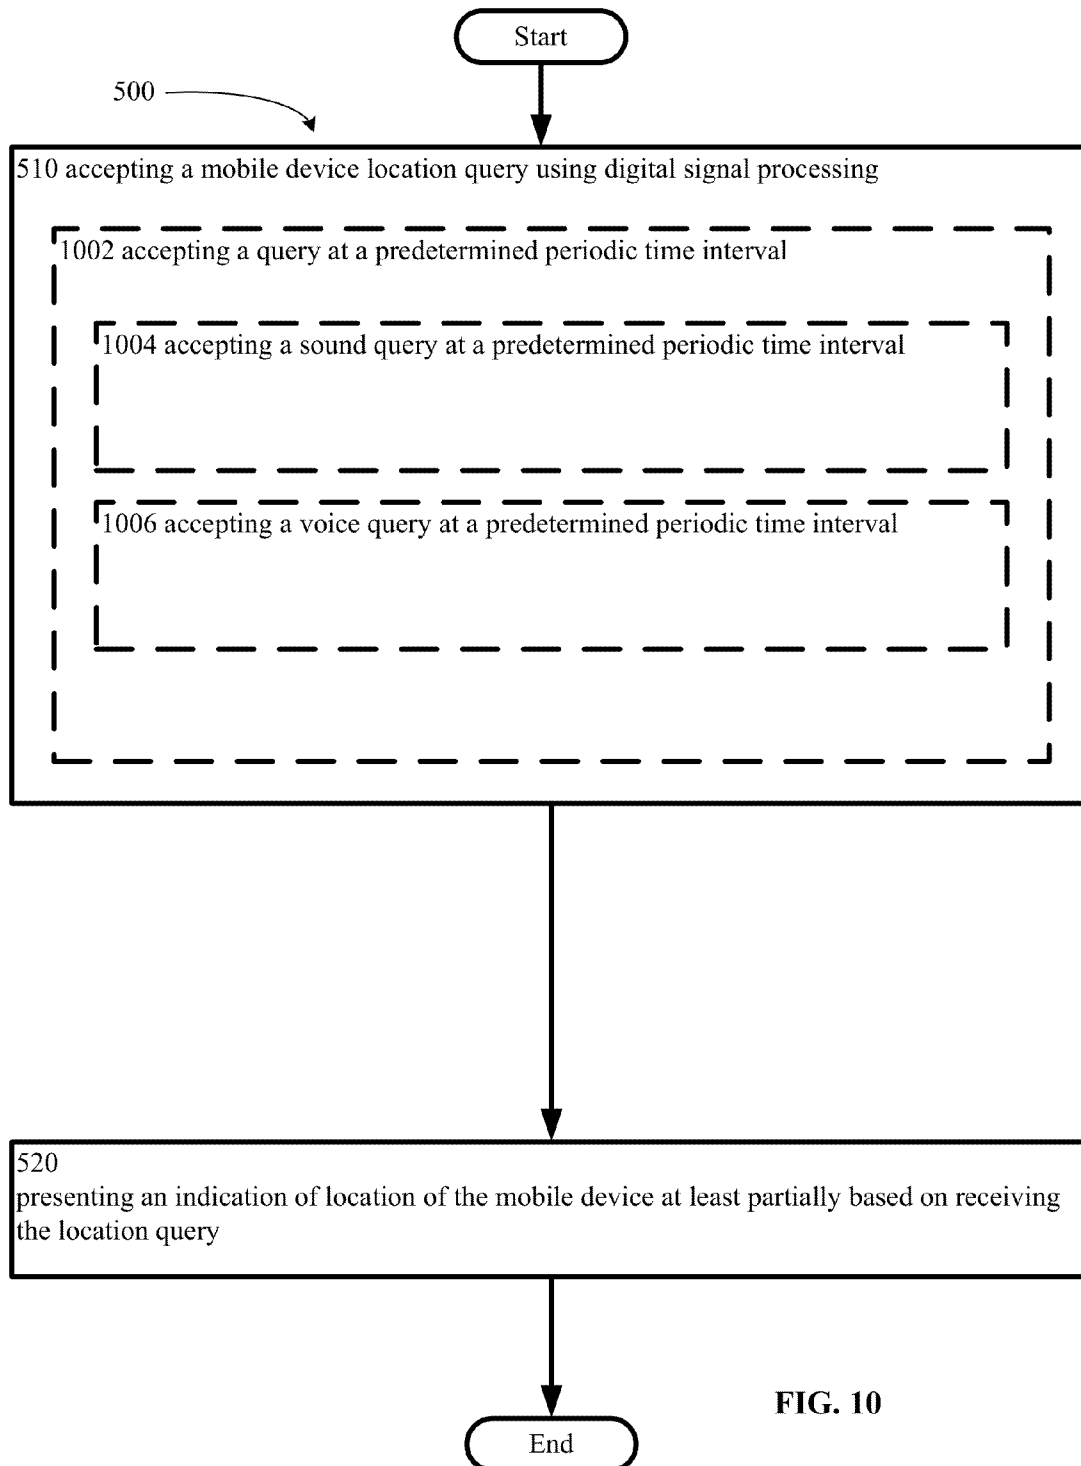 Start
500
510 accepting a mobile device location query using digital signal processing
1002 accepting a query at a predetermined periodic time interval
1004 accepting a sound query at a predetermined periodic time interval
1006 accepting a voice query at a predetermined periodic time interval
520
presenting an indication of location of the mobile device at least partially based on receiving
the location query
FIG. 10
End